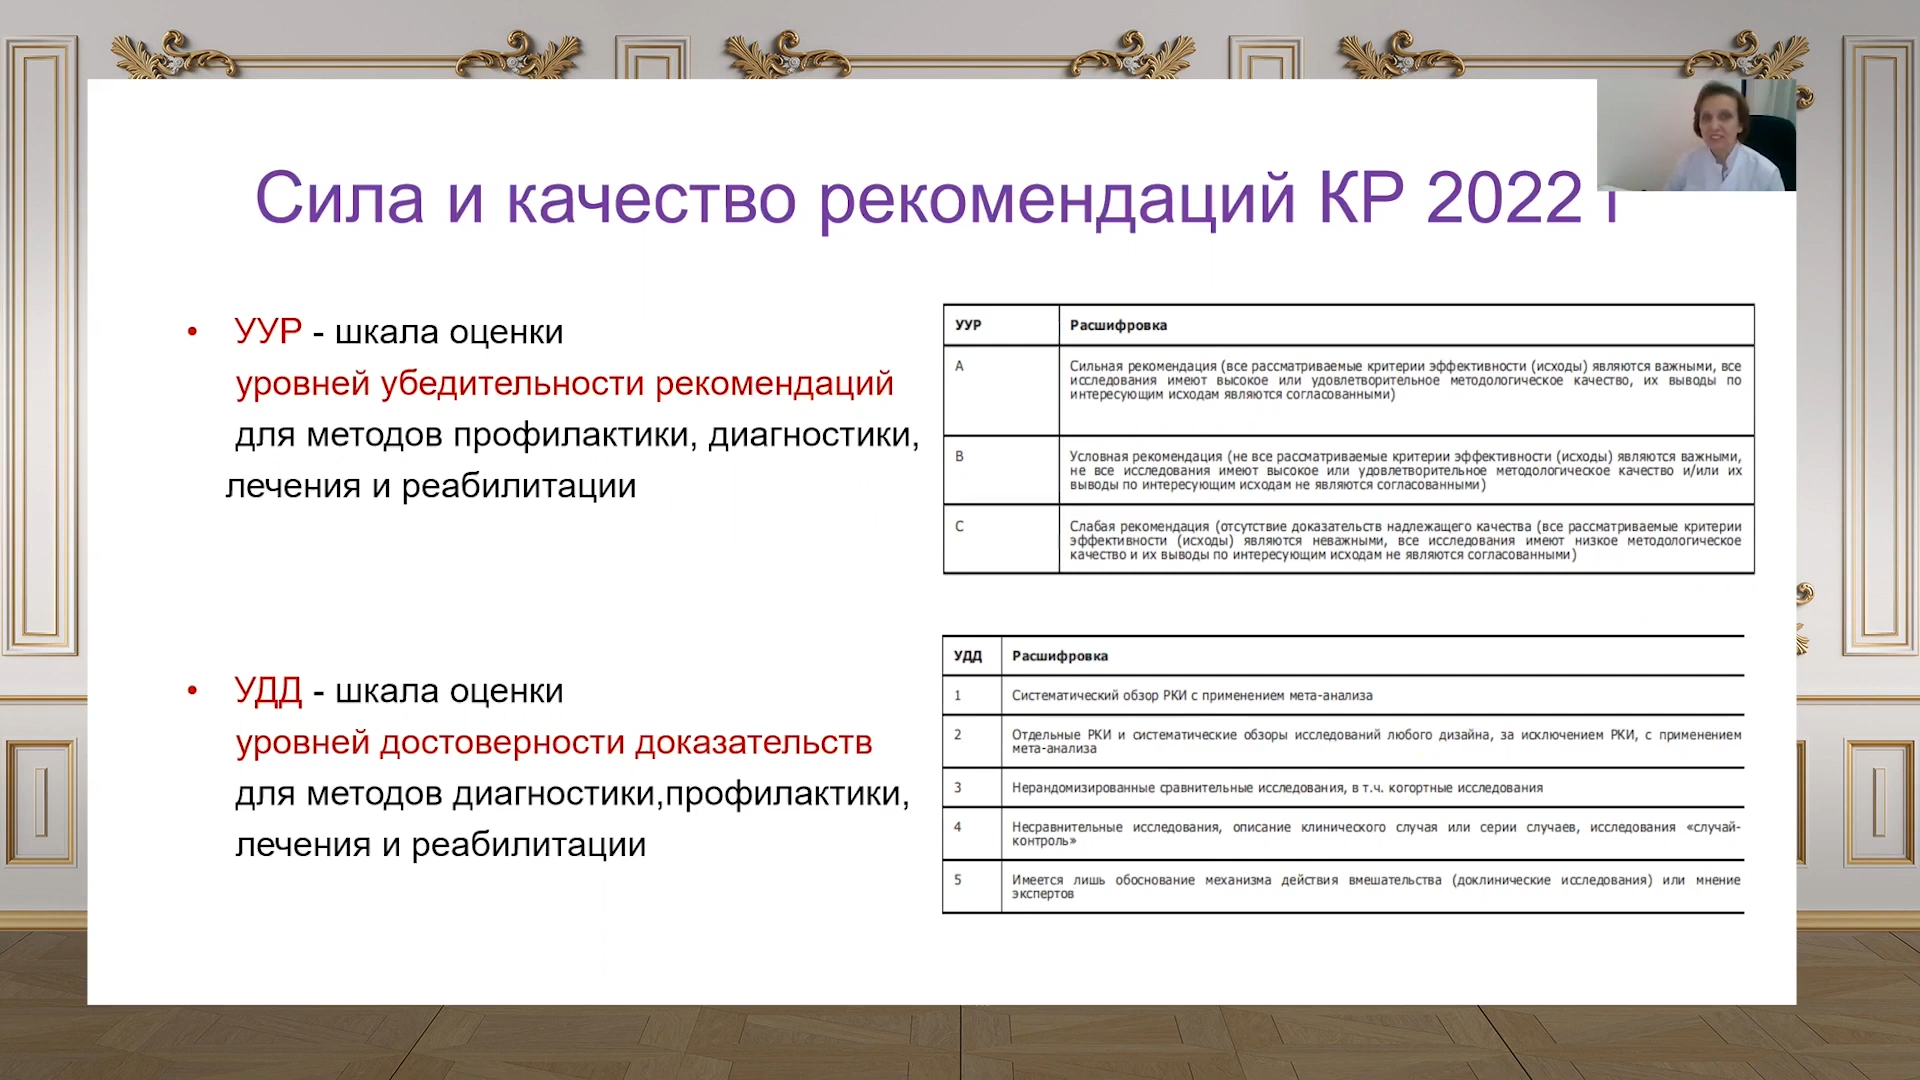 Сила и качество рекомендаций КР 2022 г
• УУР - шкала оценки
уровней убедительности рекомендаций
для методов профилактики, диагностики,
лечения и реабилитации
УУР Расшифровка
A Сильная рекомендация (все рассматриваемые критерии эффективности (исходы) являются важными, все
исследования имеют высокое или удовлетворительное методологическое качество, их выводы по
интересующим исходам являются согласованными)
B Условная рекомендация (не все рассматриваемые критерии эффективности (исходы) являются важными,
не все исследования имеют высокое или удовлетворительное методологическое качество и/или их
выводы по интересующим исходам не являются согласованными)
C Слабая рекомендация (отсутствие доказательств надлежащего качества (все рассматриваемые критерии
эффективности (исходы) являются неважными, все исследования имеют низкое методологическое
качество и их выводы по интересующим исходам не являются согласованными)
• УДД - шкала оценки
уровней достоверности доказательств
для методов диагностики,профилактики,
лечения и реабилитации
УДД Расшифровка
1 Систематический обзор РКИ с применением мета-анализа
2 Отдельные РКИ и систематические обзоры исследований любого дизайна, за исключением РКИ, с применением
мета-анализа
3 Нерандомизированные сравнительные исследования, в т.ч. когортные исследования
4 Несравнительные исследования, описание клинического случая или серии случаев, исследования «случай-
контроль»
5 Имеется лишь обоснование механизма действия вмешательства (доклинические исследования) или мнение
экспертов